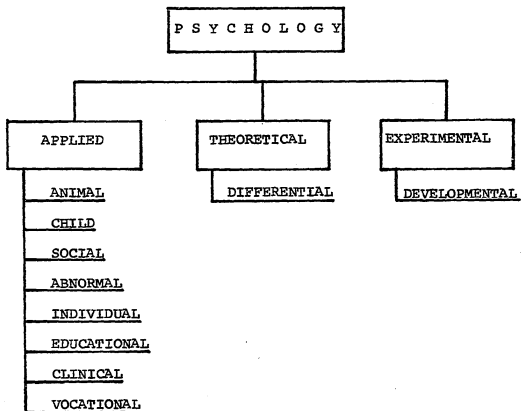 P S Y C H O L O G Y
APPLIED
THEORETICAL
EXPERIMENTAL
ANIMAL
DIFFERENTIAL
DEVELOPMENTAL
CHILD
SOCIAL
ABNORMAL
INDIVIDUAL
EDUCATIONAL
CLINICAL
VOCATIONAL